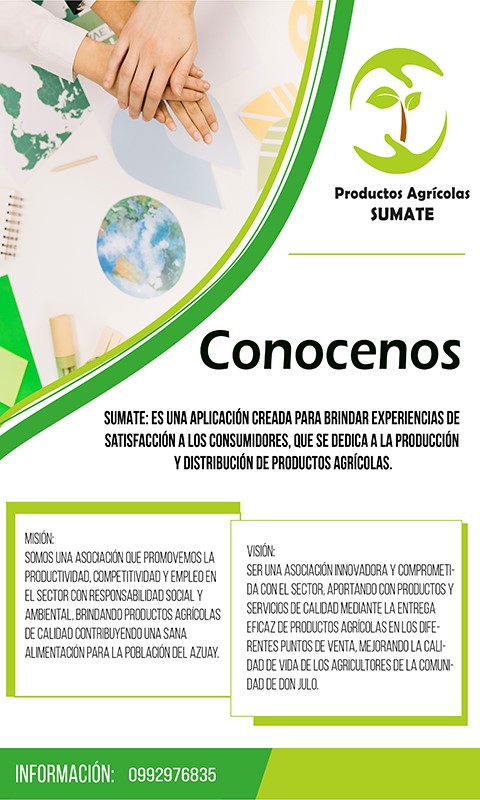 Productos Agrícolas
SUMATE
Conocenos
SUMATE: ES UNA APLICACIÓN CREADA PARA BRINDAR EXPERIENCIAS DE
SATISFACCIÓN A LOS CONSUMIDORES, QUE SE DEDICA A LA PRODUCCIÓN
Y DISTRIBUCIÓN DE PRODUCTOS AGRÍCOLAS.
MISIÓN:
SOMOS UNA ASOCIACIÓN QUE PROMOVEMOS LA
PRODUCTIVIDAD, COMPETITIVIDAD Y EMPLEO EN
EL SECTOR CON RESPONSABILIDAD SOCIAL Y
AMBIENTAL, BRINDANDO PRODUCTOS AGRÍCOLAS
DE CALIDAD CONTRIBUYENDO UNA SANA
ALIMENTACIÓN PARA LA POBLACIÓN DEL AZUAY.
VISIÓN:
SER UNA ASOCIACIÓN INNOVADORA Y COMPROMETI-
DA CON EL SECTOR, APORTANDO CON PRODUCTOS Y
SERVICIOS DE CALIDAD MEDIANTE LA ENTREGA
EFICAZ DE PRODUCTOS AGRÍCOLAS EN LOS DIFE-
RENTES PUNTOS DE VENTA, MEJORANDO LA CALI-
DAD DE VIDA DE LOS AGRICULTORES DE LA COMUNI-
DAD DE DON JULO.
INFORMACIÓN: 0992976835